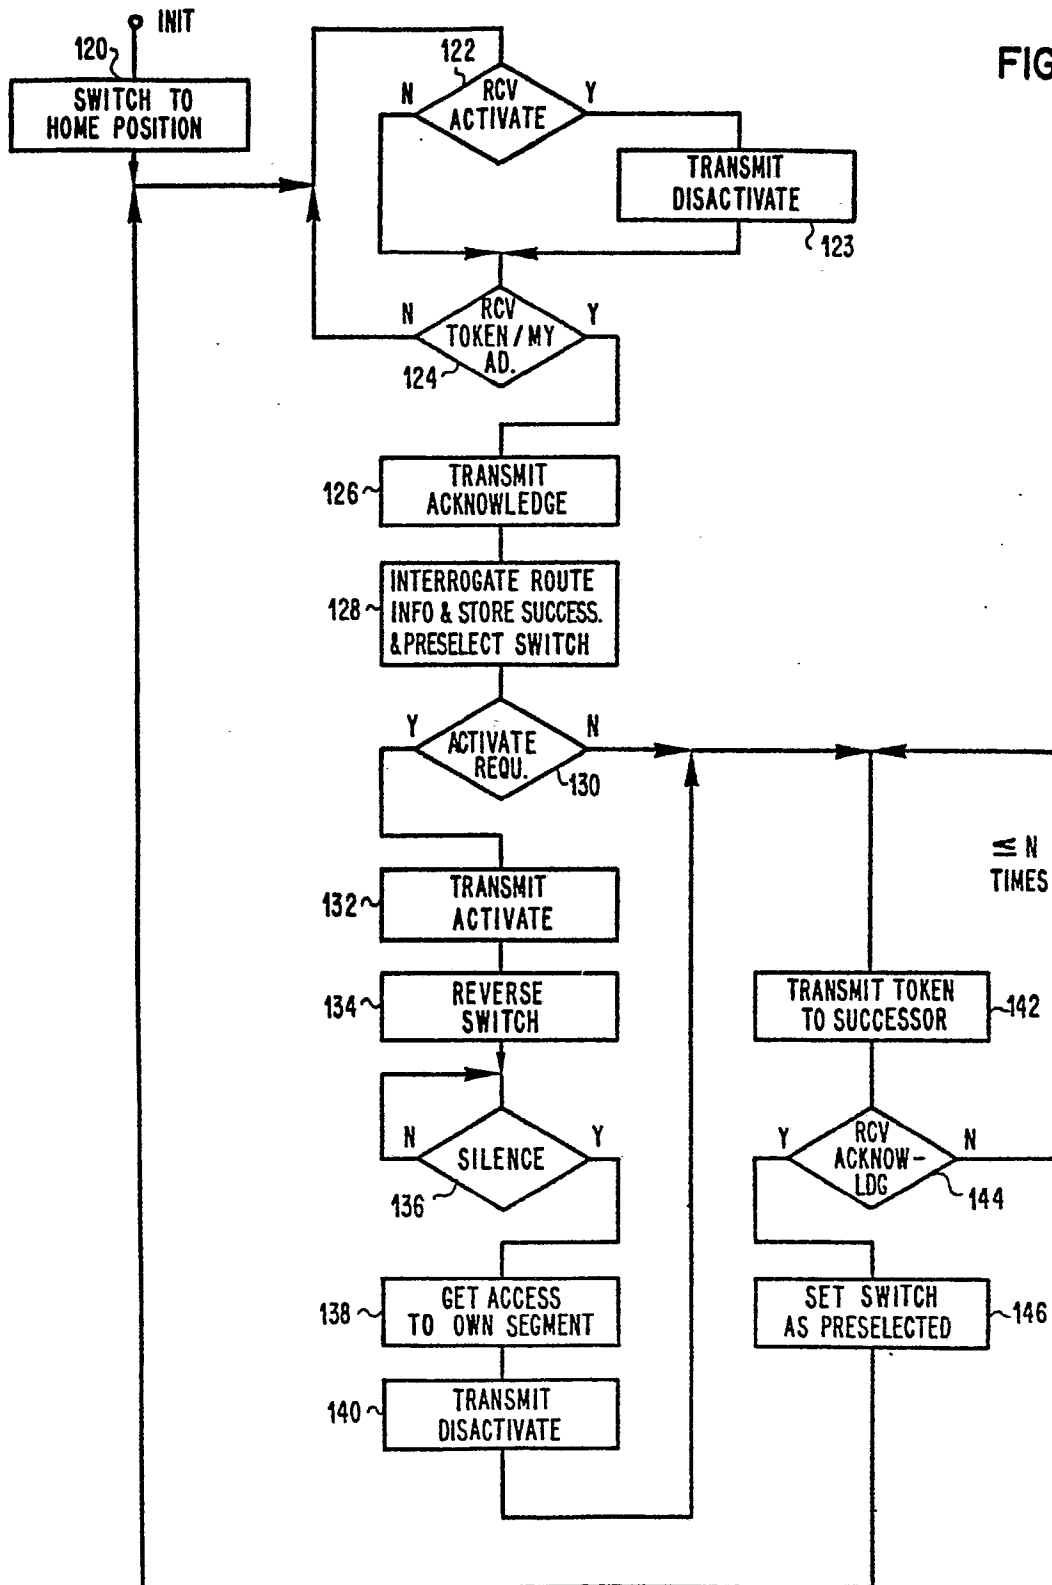 INIT
120
SWITCH TO
HOME POSITION
FIG
122
N
RCV
ACTIVATE
Y
TRANSMIT
DISACTIVATE
123
N
RCV
TOKEN / MY
AD.
Y
124
TRANSMIT
ACKNOWLEDGE
126
INTERROGATE ROUTE
INFO & STORE SUCCESS.
& PRESELECT SWITCH
128
Y
ACTIVATE
REQU.
N
130
≦ N
TIMES
TRANSMIT
ACTIVATE
132
REVERSE
SWITCH
134
TRANSMIT TOKEN
TO SUCCESSOR
142
N
SILENCE
Y
136
Y
RCV
ACKNOW-
LDG
N
144
GET ACCESS
TO OWN SEGMENT
138
SET SWITCH
AS PRESELECTED
146
TRANSMIT
DISACTIVATE
140